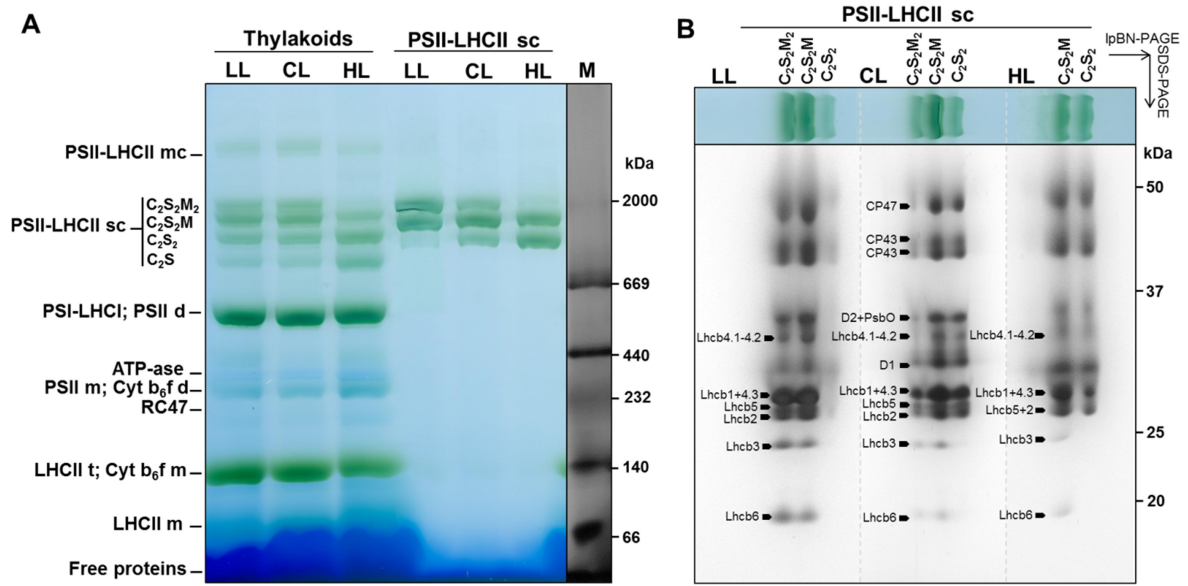 A
Thylakoids
PSII-LHCII sc
LL CL HL LL CL HL M
PSII-LHCII mc
kDa
C₂S₂M₂
PSII-LHCII sc
C₂S₂M
C₂S₂
C₂S
2000
669
PSI-LHCI; PSII d
440
ATP-ase
PSII m; Cyt b₆f d
232
RC47
LHCII t; Cyt b₆f m
140
LHCII m
66
Free proteins
B
PSII-LHCII sc
lpBN-PAGE
SDS-PAGE
LL
C₂S₂M₂
C₂S₂M
C₂S₂
CL
C₂S₂M₂
C₂S₂M
C₂S₂
HL
C₂S₂M
C₂S₂
kDa
50
37
25
20
Lhcb4.1-4.2
Lhcb1+4.3
Lhcb5
Lhcb2
Lhcb3
Lhcb6
CP47
CP43
CP43
D2+PsbO
Lhcb4.1-4.2
D1
Lhcb1+4.3
Lhcb5
Lhcb2
Lhcb3
Lhcb6
Lhcb4.1-4.2
Lhcb1+4.3
Lhcb5+2
Lhcb3
Lhcb6